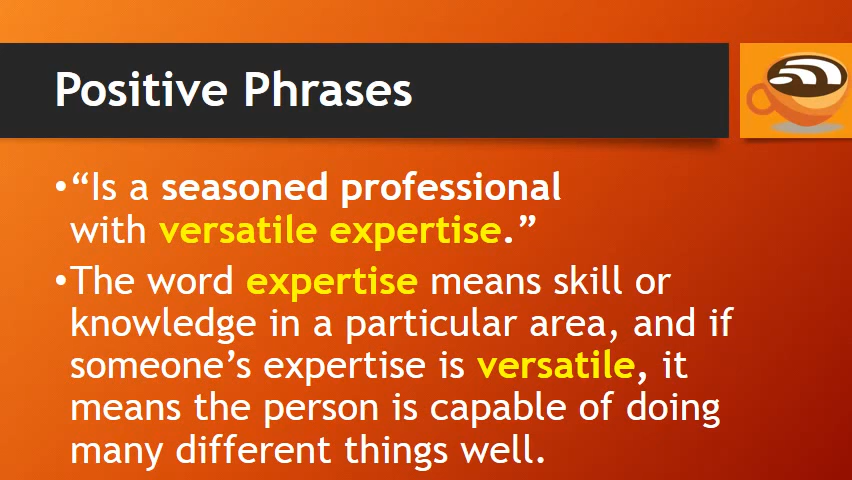 Positive Phrases
•“Is a seasoned professional
with versatile expertise.”
•The word expertise means skill or
knowledge in a particular area, and if
someone’s expertise is versatile, it
means the person is capable of doing
many different things well.